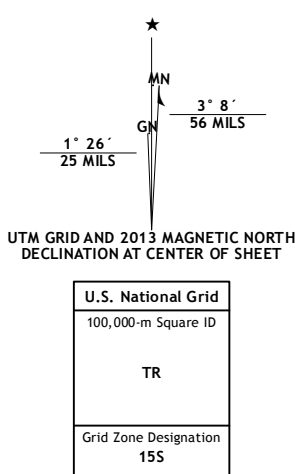 ★
MN
3° 8´
56 MILS
GN
1° 26´
25 MILS
UTM GRID AND 2013 MAGNETIC NORTH
DECLINATION AT CENTER OF SHEET
U.S. National Grid
100,000-m Square ID
TR
Grid Zone Designation
15S